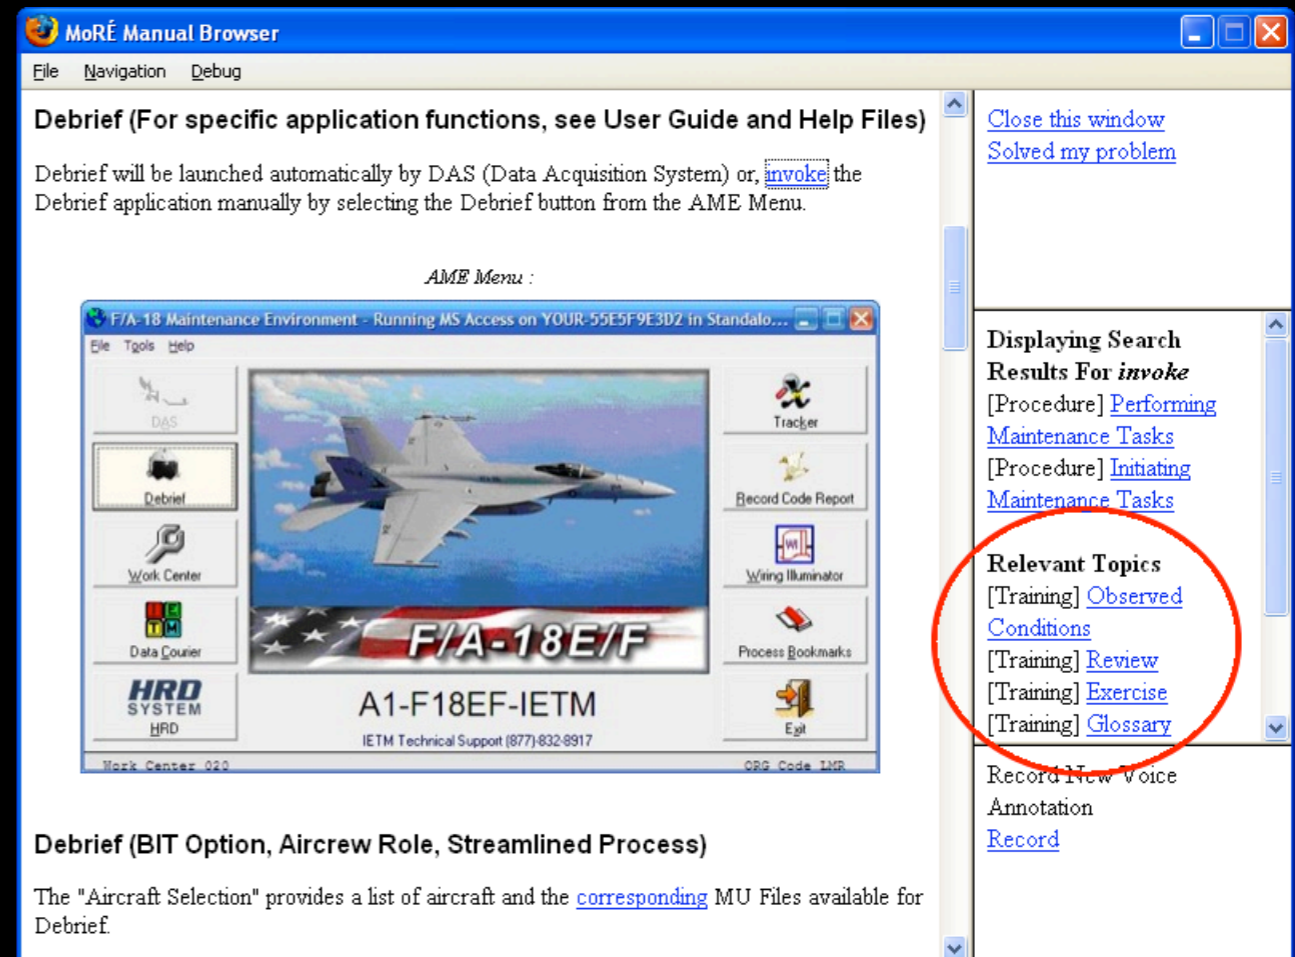 MoRÉ Manual Browser
File Navigation Debug
Debrief (For specific application functions, see User Guide and Help Files)
Debrief will be launched automatically by DAS (Data Acquisition System) or, invoke the
Debrief application manually by selecting the Debrief button from the AME Menu.
AME Menu :
F/A-18 Maintenance Environment - Running MS Access on YOUR-55E5F9E3D2 in Standalo...
File Tools Help
DAS
Debrief
Work Center
IETM
Data Courier
HRD
SYSTEM
HRD
F/A-18E/F
A1-F18EF-IETM
IETM Technical Support (877)-832-8917
Tracker
Record Code Report
WI
Wiring Illuminator
Process Bookmarks
Exit
Work Center 020
ORG Code LMR
Debrief (BIT Option, Aircrew Role, Streamlined Process)
The "Aircraft Selection" provides a list of aircraft and the corresponding MU Files available for
Debrief.
Close this window
Solved my problem
Displaying Search
Results For invoke
[Procedure] Performing
Maintenance Tasks
[Procedure] Initiating
Maintenance Tasks
Relevant Topics
[Training] Observed
Conditions
[Training] Review
[Training] Exercise
[Training] Glossary
Record New Voice
Annotation
Record